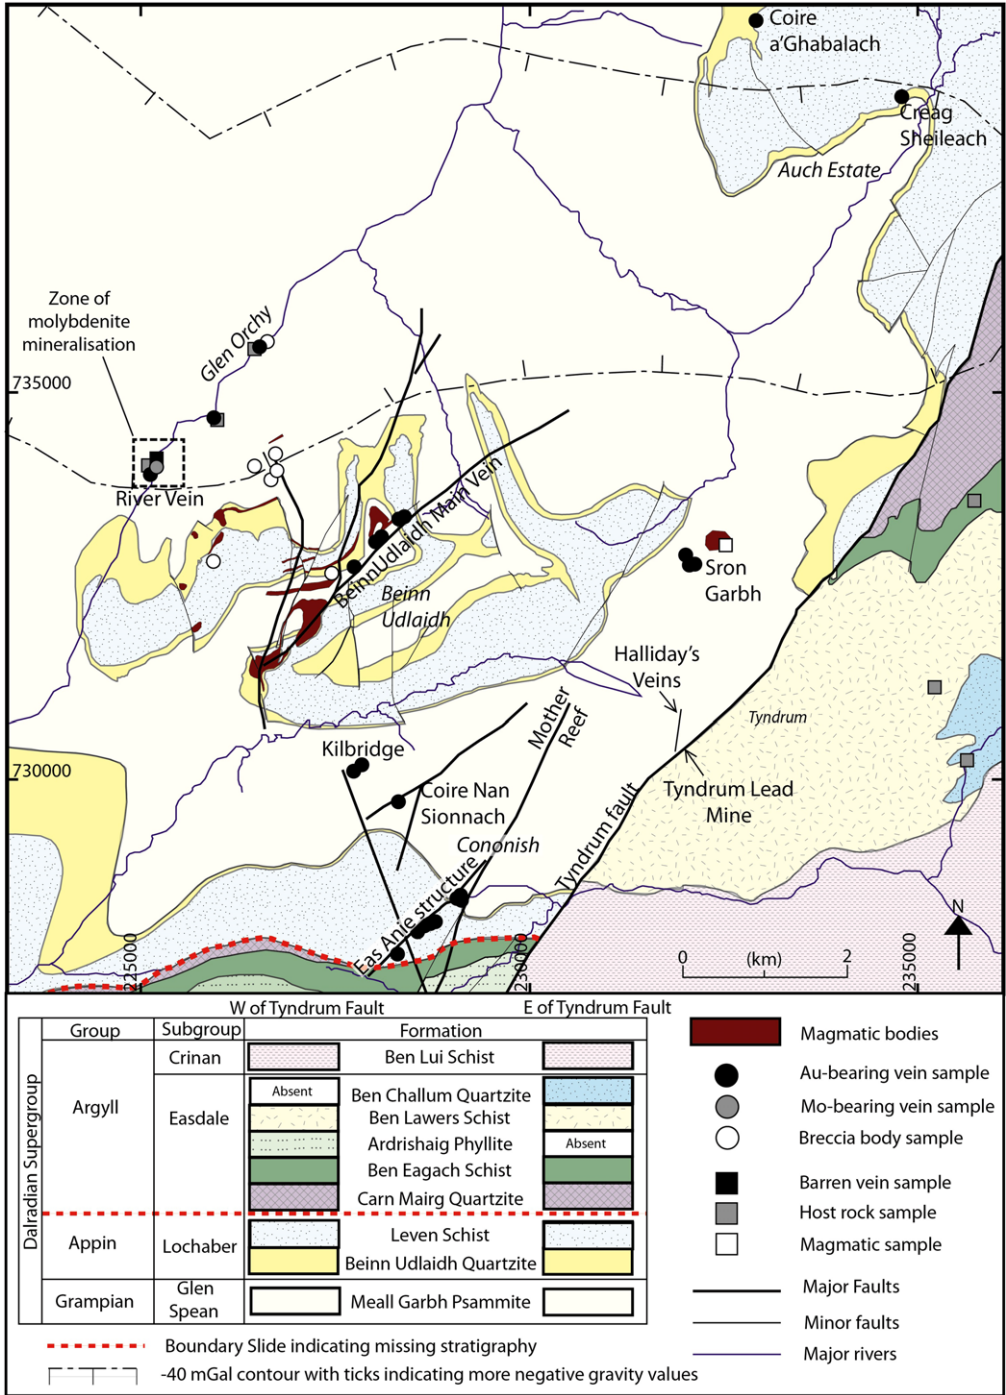 Coire
a'Ghabalach
Creag
Sheileach
Auch Estate
Zone of
molybdenite
mineralisation
Glen Orchy
735000
River Vein
BeinnUdlaidh Main Vein
Beinn
Udlaidh
Sron
Garbh
Halliday's
Veins
Mother
Reef
Tyndrum
Kilbridge
730000
Coire Nan
Sionnach
Tyndrum Lead
Mine
Cononish
Tyndrum fault
Eas Anie structure
N
225000
230000
235000
0 (km) 2
W of Tyndrum Fault E of Tyndrum Fault
Group Subgroup Formation
Dalradian Supergroup
Argyll
Crinan
Ben Lui Schist
Easdale
Absent Ben Challum Quartzite
Ben Lawers Schist
Ardrishaig Phyllite Absent
Ben Eagach Schist
Carn Mairg Quartzite
Appin
Lochaber
Leven Schist
Beinn Udlaidh Quartzite
Grampian
Glen
Spean
Meall Garbh Psammite
Boundary Slide indicating missing stratigraphy
-40 mGal contour with ticks indicating more negative gravity values
Magmatic bodies
Au-bearing vein sample
Mo-bearing vein sample
Breccia body sample
Barren vein sample
Host rock sample
Magmatic sample
Major Faults
Minor faults
Major rivers